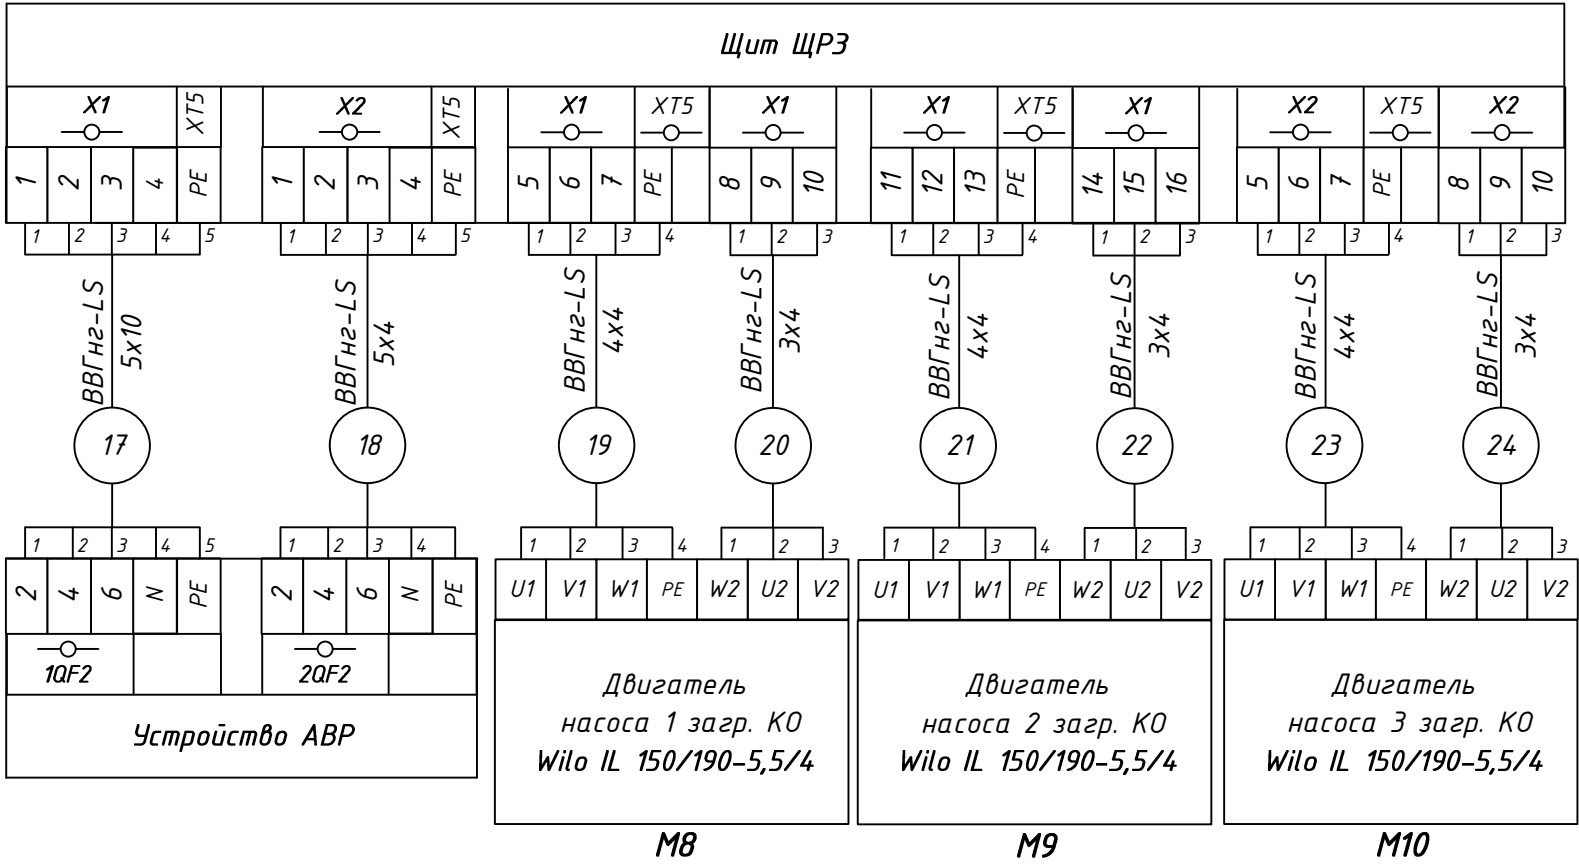 Щит ЩР3
X1 XT5 X2 XT5 X1 XT5 X1 X1 XT5 X1 X2 XT5 X2
1 2 3 4 PE 1 2 3 4 PE 5 6 7 PE 8 9 10 11 12 13 PE 14 15 16 5 6 7 PE 8 9 10
1 2 3 4 5 1 2 3 4 5 1 2 3 4 1 2 3 1 2 3 4 1 2 3 1 2 3 4 1 2 3
ВВГнг-LS
5x10
ВВГнг-LS
5x4
ВВГнг-LS
4x4
ВВГнг-LS
3x4
ВВГнг-LS
4x4
ВВГнг-LS
3x4
ВВГнг-LS
4x4
ВВГнг-LS
3x4
17 18 19 20 21 22 23 24
1 2 3 4 5 1 2 3 4 1 2 3 4 1 2 3 1 2 3 4 1 2 3 1 2 3 4 1 2 3
2 4 6 N PE 2 4 6 N PE U1 V1 W1 PE W2 U2 V2 U1 V1 W1 PE W2 U2 V2 U1 V1 W1 PE W2 U2 V2
1QF2 2QF2
Устройство АВР
Двигатель
насоса 1 загр. КО
Wilo IL 150/190-5,5/4
M8
Двигатель
насоса 2 загр. КО
Wilo IL 150/190-5,5/4
M9
Двигатель
насоса 3 загр. КО
Wilo IL 150/190-5,5/4
M10